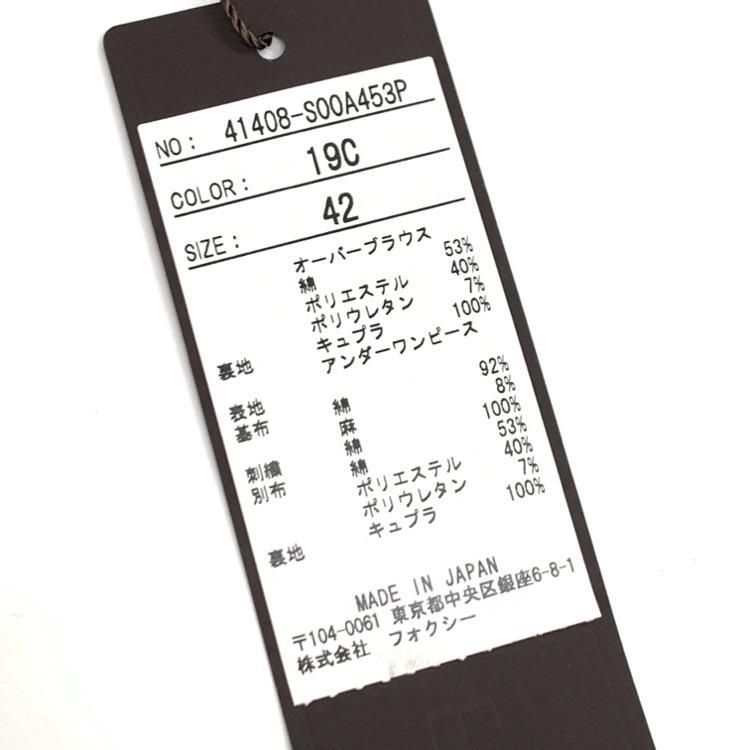 NO: 41408-S00A453P
COLOR: 19C
SIZE: 42
オーバーブラウス
綿 53%
ポリエステル 40%
ポリウレタン 7%
裏地 キュプラ 100%
アンダーワンピース
表地
基布 綿 92%
麻 8%
刺繍 綿 100%
別布 綿 53%
ポリエステル 40%
ポリウレタン 7%
裏地 キュプラ 100%
MADE IN JAPAN
〒104-0061 東京都中央区銀座6-8-1
株式会社 フォクシー